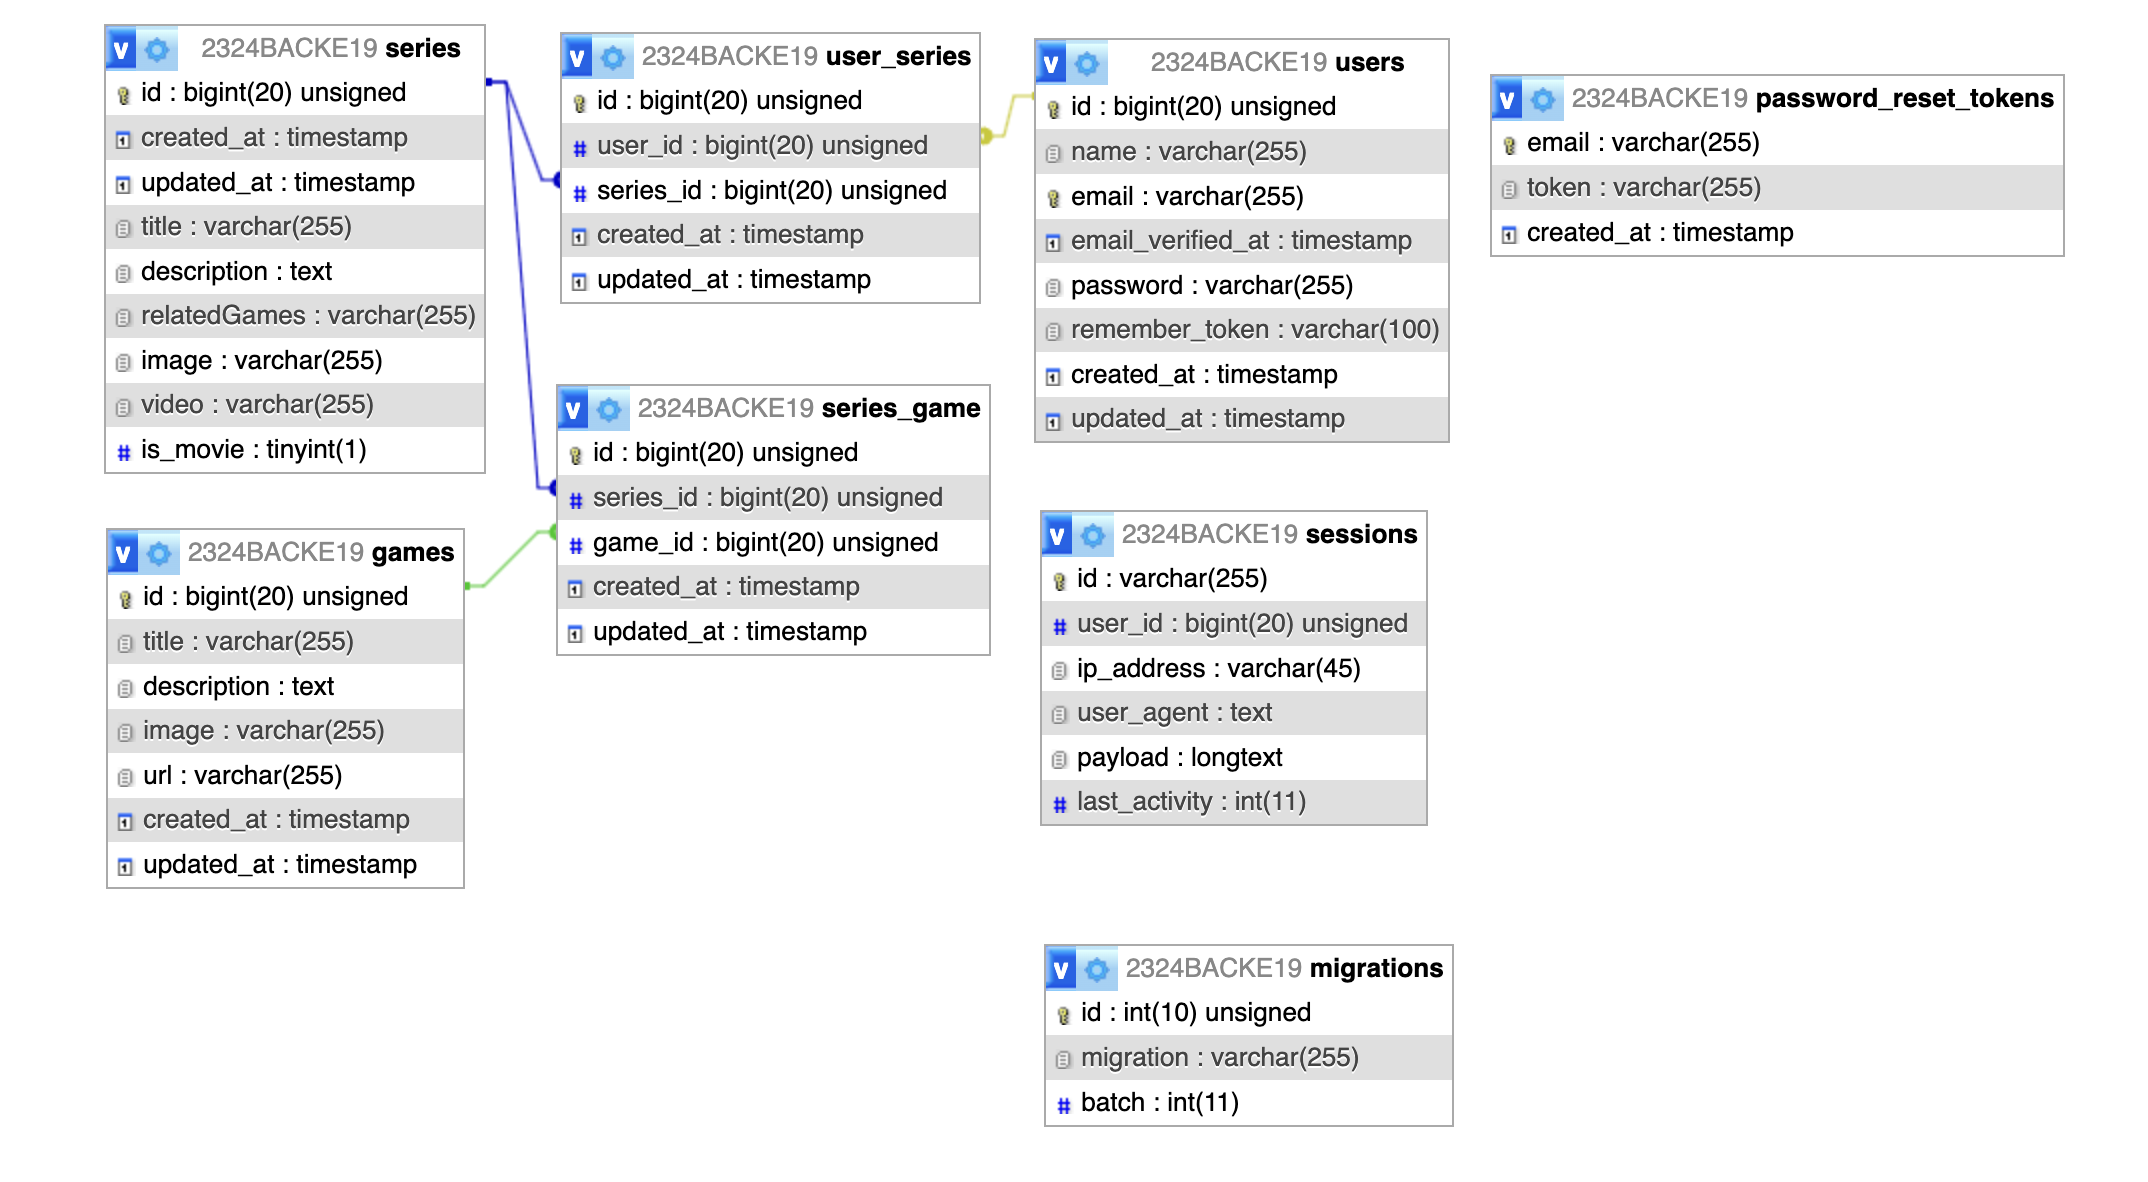 v 2324BACKE19 series
id : bigint(20) unsigned
created_at : timestamp
updated_at : timestamp
title : varchar(255)
description : text
relatedGames : varchar(255)
image : varchar(255)
video : varchar(255)
# is_movie : tinyint(1)
v 2324BACKE19 user_series
id : bigint(20) unsigned
# user_id : bigint(20) unsigned
# series_id : bigint(20) unsigned
created_at : timestamp
updated_at : timestamp
v 2324BACKE19 users
id : bigint(20) unsigned
name : varchar(255)
email : varchar(255)
email_verified_at : timestamp
password : varchar(255)
remember_token : varchar(100)
created_at : timestamp
updated_at : timestamp
v 2324BACKE19 password_reset_tokens
email : varchar(255)
token : varchar(255)
created_at : timestamp
v 2324BACKE19 series_game
id : bigint(20) unsigned
# series_id : bigint(20) unsigned
# game_id : bigint(20) unsigned
created_at : timestamp
updated_at : timestamp
v 2324BACKE19 games
id : bigint(20) unsigned
title : varchar(255)
description : text
image : varchar(255)
url : varchar(255)
created_at : timestamp
updated_at : timestamp
v 2324BACKE19 sessions
id : varchar(255)
# user_id : bigint(20) unsigned
ip_address : varchar(45)
user_agent : text
payload : longtext
# last_activity : int(11)
v 2324BACKE19 migrations
id : int(10) unsigned
migration : varchar(255)
# batch : int(11)